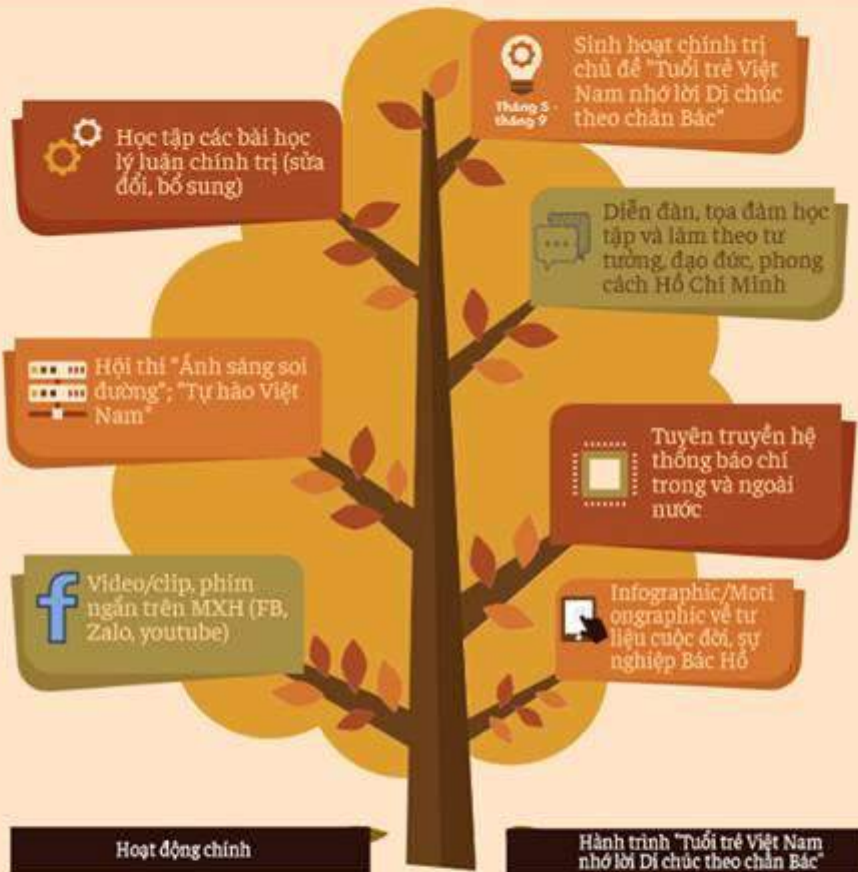 Sinh hoạt chính trị
chủ đề "Tuổi trẻ Việt
Nam nhớ lời Di chúc
theo chân Bác"
Tháng 5 -
tháng 9
Học tập các bài học
lý luận chính trị (sửa
đổi, bổ sung)
Diễn đàn, tọa đàm học
tập và làm theo tư
tưởng, đạo đức, phong
cách Hồ Chí Minh
Hội thi "Ánh sáng soi
đường"; "Tự hào Việt
Nam"
Tuyên truyền hệ
thống báo chí
trong và ngoài
nước
Video/clip, phim
ngắn trên MXH (FB,
Zalo, youtube)
Infographic/Moti
ongraphic về tư
liệu cuộc đời, sự
nghiệp Bác Hồ
Hoạt động chính
Hành trình "Tuổi trẻ Việt Nam
nhớ lời Di chúc theo chân Bác"